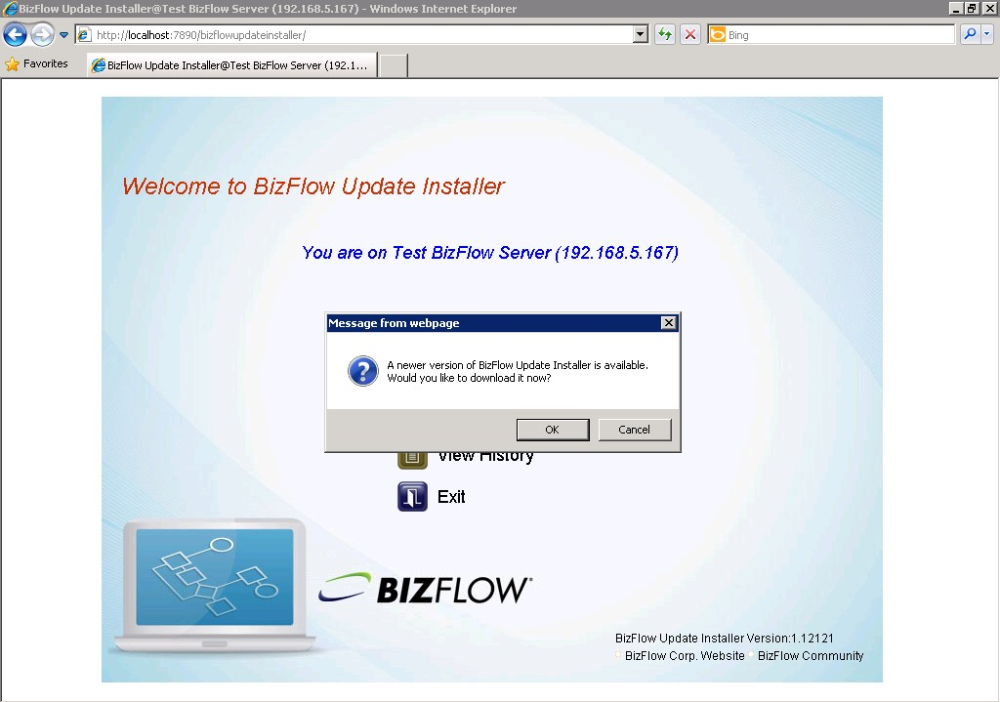 BizFlow Update Installer@Test BizFlow Server (192.168.5.167) - Windows Internet Explorer
http://localhost:7890/bizflowupdateinstaller/
Bing
Favorites
BizFlow Update Installer@Test BizFlow Server (192.1...
Welcome to BizFlow Update Installer
You are on Test BizFlow Server (192.168.5.167)
Message from webpage
A newer version of BizFlow Update Installer is available.
Would you like to download it now?
OK Cancel
View History
Exit
BIZFLOW
BizFlow Update Installer Version:1.12121
BizFlow Corp. Website BizFlow Community